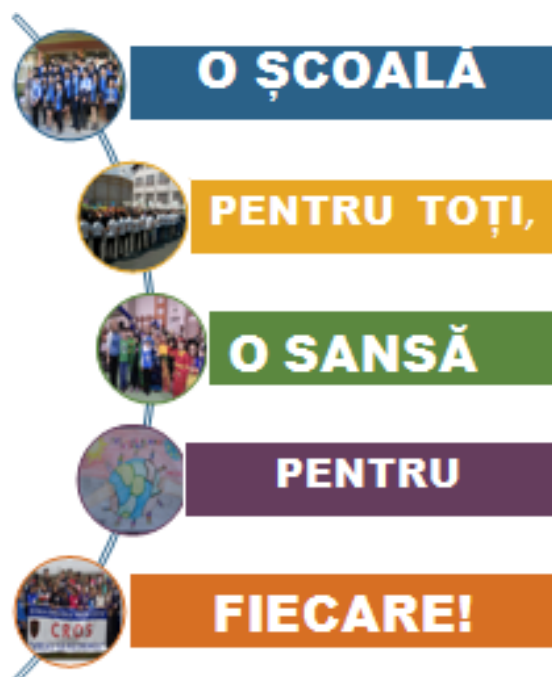 O ȘCOALĂ
PENTRU TOȚI,
O SANSĂ
PENTRU
FIECARE!
CROS